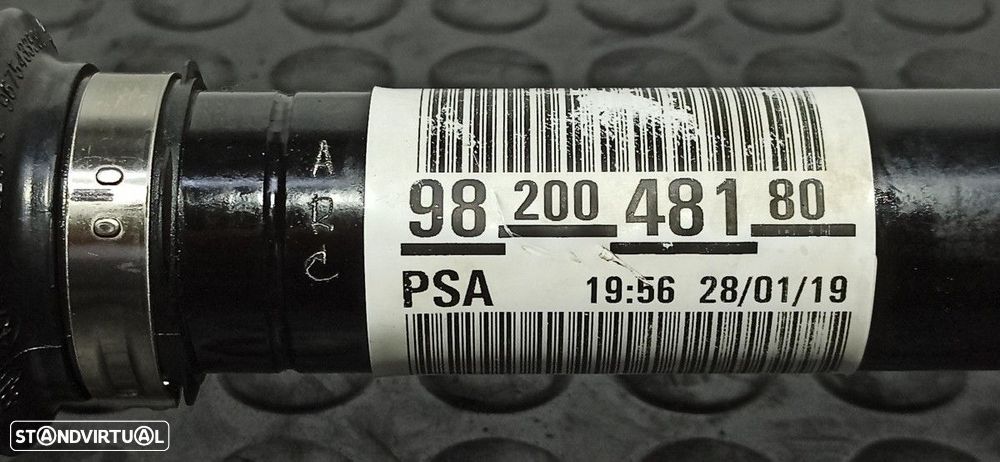 98 200 481 80
PSA 19:56 28/01/19
A
B
C
STANDVIRTUAL